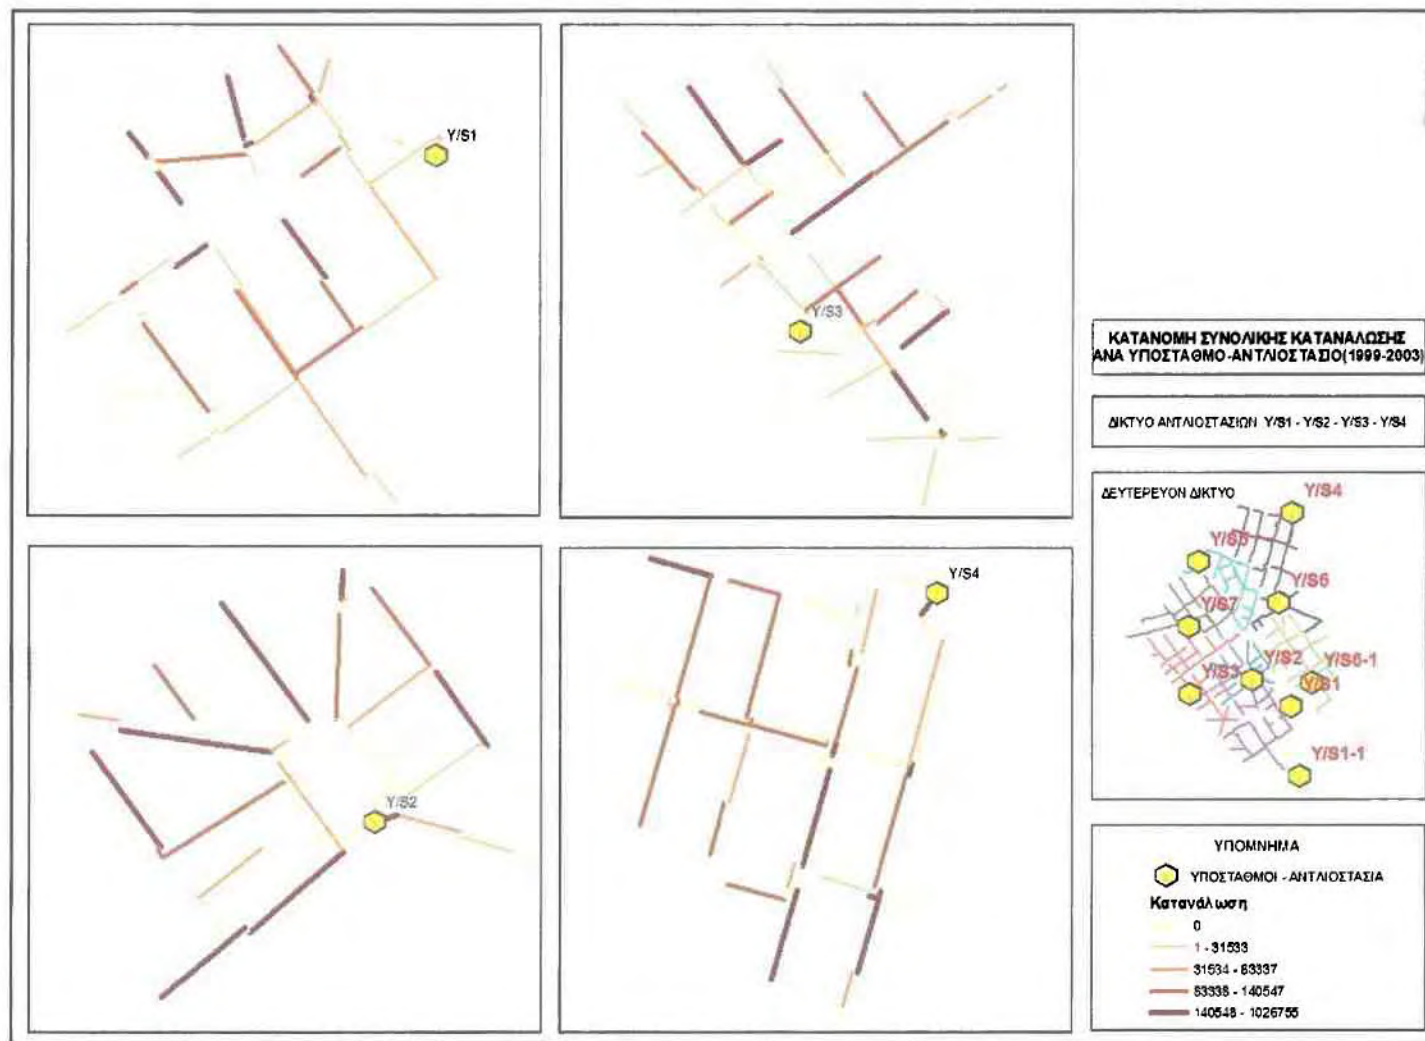 Y/S1
Y/S3
Y/S2
Y/S4
ΚΑΤΑΝΟΜΗ ΣΥΝΟΛΙΚΗΣ ΚΑΤΑΝΑΛΩΣΗΣ
ΑΝΑ ΥΠΟΣΤΑΘΜΟ-ΑΝΤΛΙΟΣΤΑΣΙΟ(1999-2003)
ΔΙΚΤΥΟ ΑΝΤΛΙΟΣΤΑΣΙΩΝ Y/S1 - Y/S2 - Y/S3 - Y/S4
ΔΕΥΤΕΡΕΥΟΝ ΔΙΚΤΥΟ
Y/S4
Y/S5
Y/S6
Y/S7
Y/S2
Y/S6-1
Y/S3
Y/S1
Y/S1-1
ΥΠΟΜΝΗΜΑ
ΥΠΟΣΤΑΘΜΟΙ - ΑΝΤΛΙΟΣΤΑΣΙΑ
Κατανάλωση
0
1 - 31533
31534 - 83337
83338 - 140547
140548 - 1026755